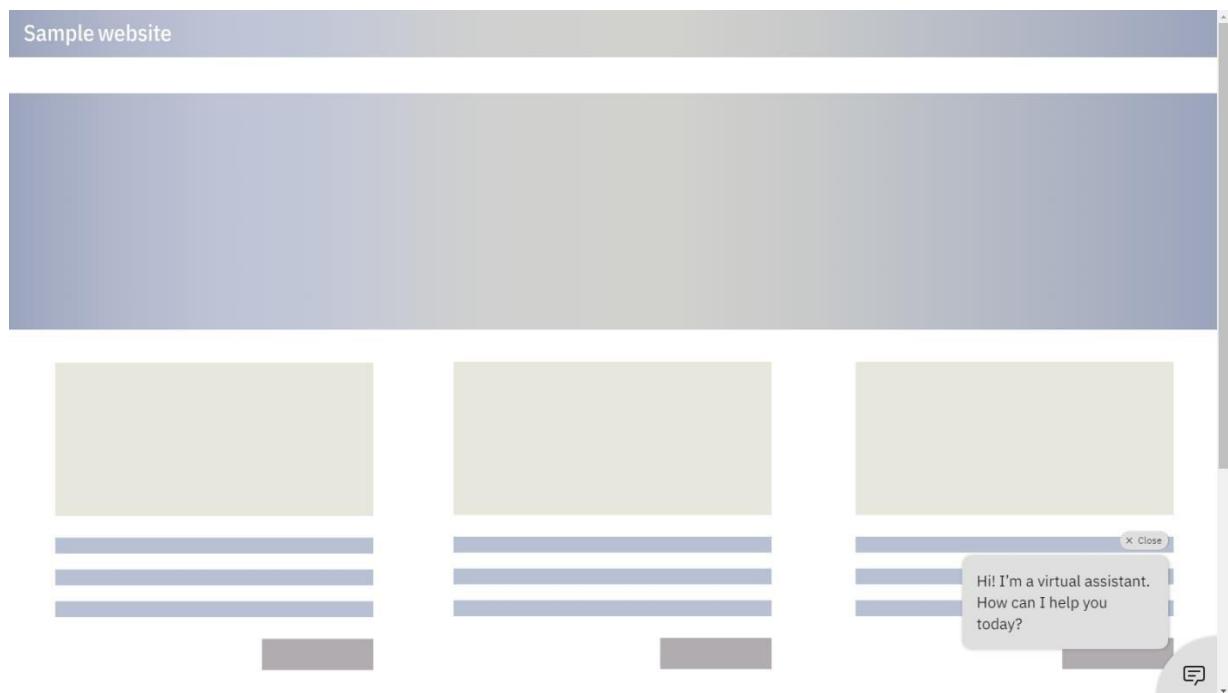 Sample website
× Close
Hi! I’m a virtual assistant.
How can I help you
today?